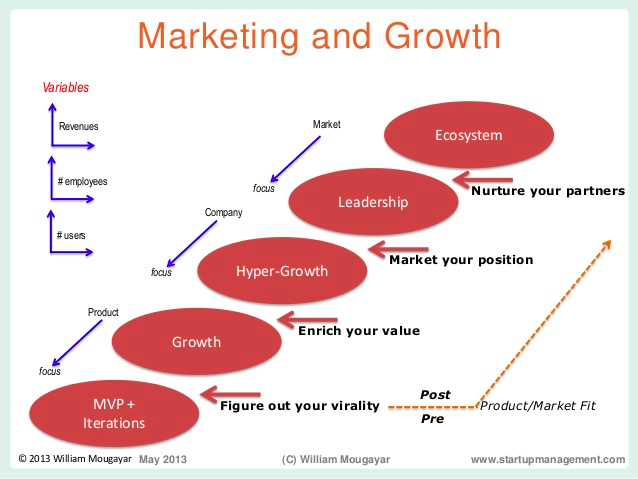 Marketing and Growth
Variables
Revenues
# employees
# users
Market
focus
Company
focus
Product
focus
Ecosystem
Nurture your partners
Leadership
Market your position
Hyper-Growth
Enrich your value
Growth
MVP +
Iterations
Figure out your virality
Post
Pre
Product/Market Fit
© 2013 William Mougayar May 2013 (C) William Mougayar www.startupmanagement.com